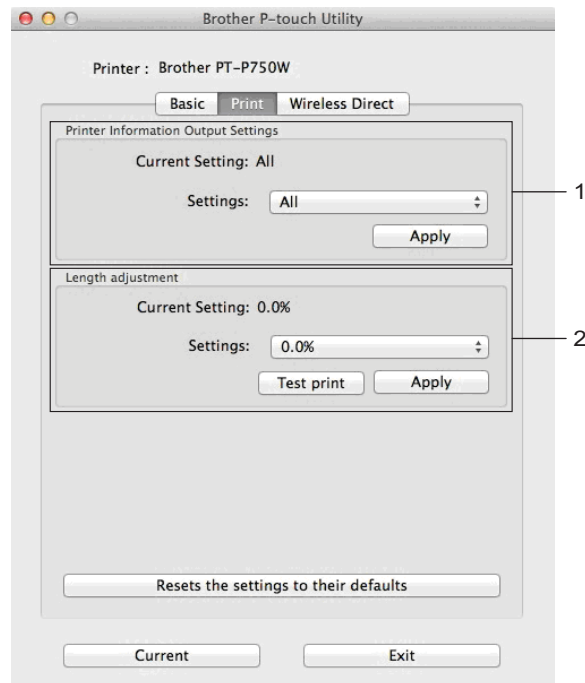 Brother P-touch Utility
Printer : Brother PT-P750W
Basic Print Wireless Direct
Printer Information Output Settings
Current Setting: All
Settings: All
1
Apply
Length adjustment
Current Setting: 0.0%
Settings: 0.0%
2
Test print Apply
Resets the settings to their defaults
Current Exit